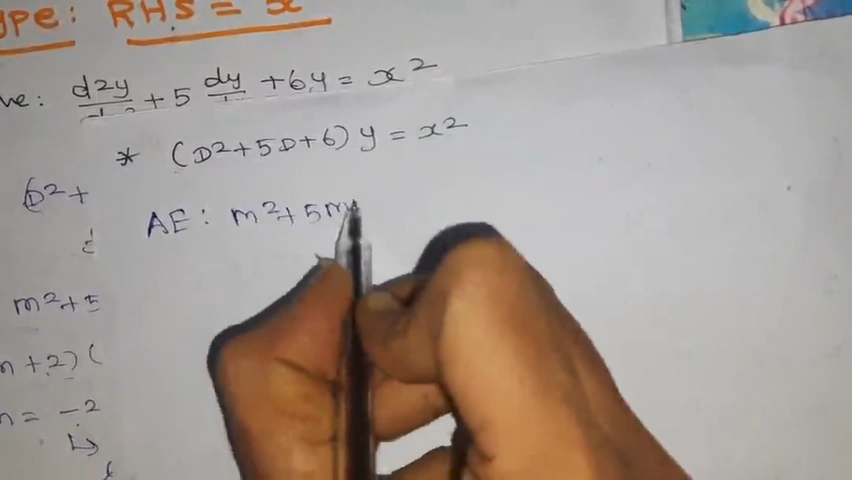 ype: RHS = x
ve: d2y/ + 5 dy/ + 6y = x²
* (D²+5D+6) y = x²
D²+
AE: m²+5m
m²+5
m+2) (
m = -2